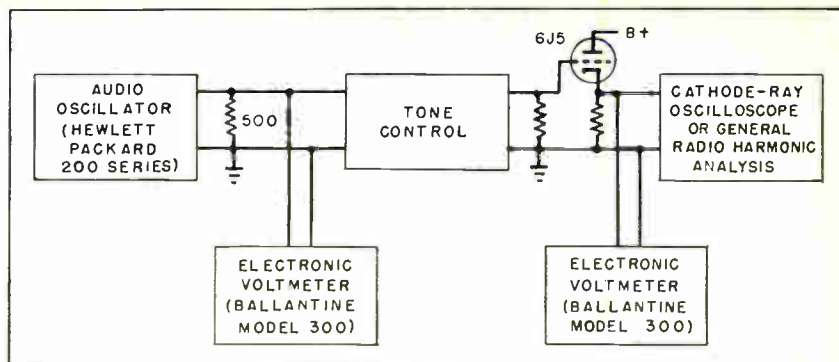 6J5
B+
AUDIO
OSCILLATOR
(HEWLETT
PACKARD
200 SERIES)
500
TONE
CONTROL
CATHODE-RAY
OSCILLOSCOPE
OR GENERAL
RADIO HARMONIC
ANALYSIS
ELECTRONIC
VOLTMETER
(BALLANTINE
MODEL 300)
ELECTRONIC
VOLTMETER
(BALLANTINE
MODEL 300)